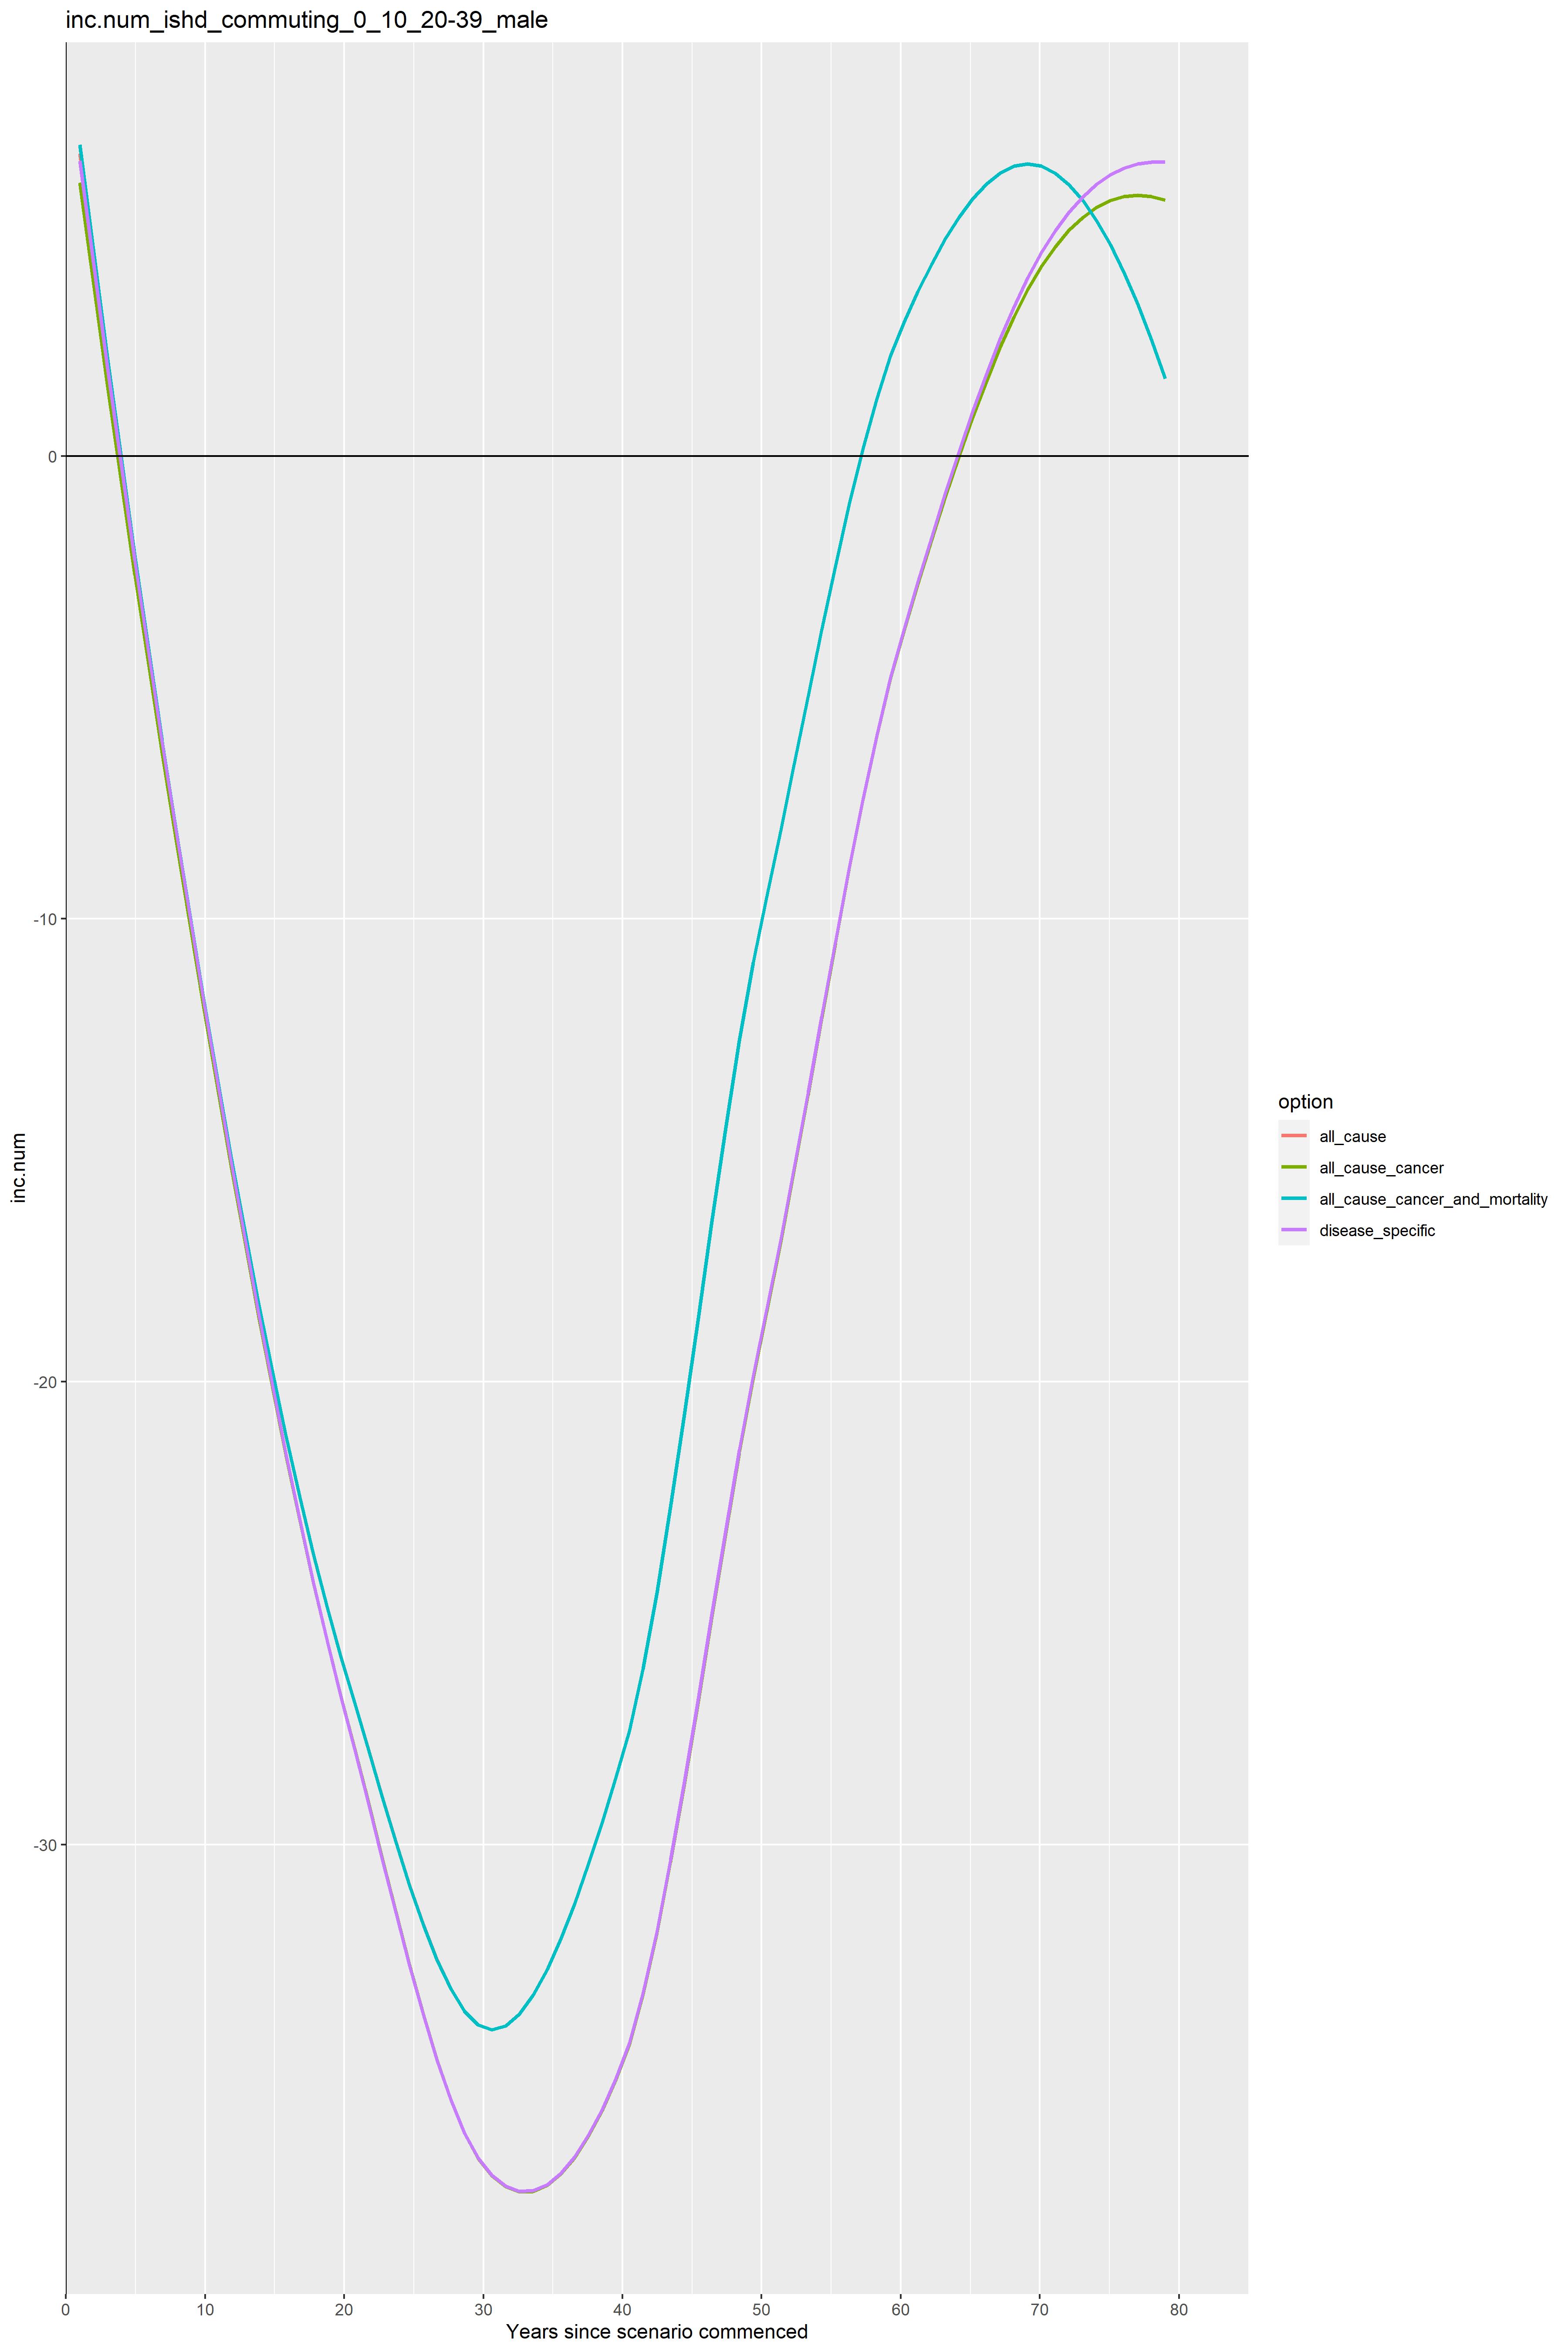 inc.num_ishd_commuting_0_10_20-39_male
0
-10
-20
-30
inc.num
0 10 20 30 40 50 60 70 80
Years since scenario commenced
option
all_cause
all_cause_cancer
all_cause_cancer_and_mortality
disease_specific